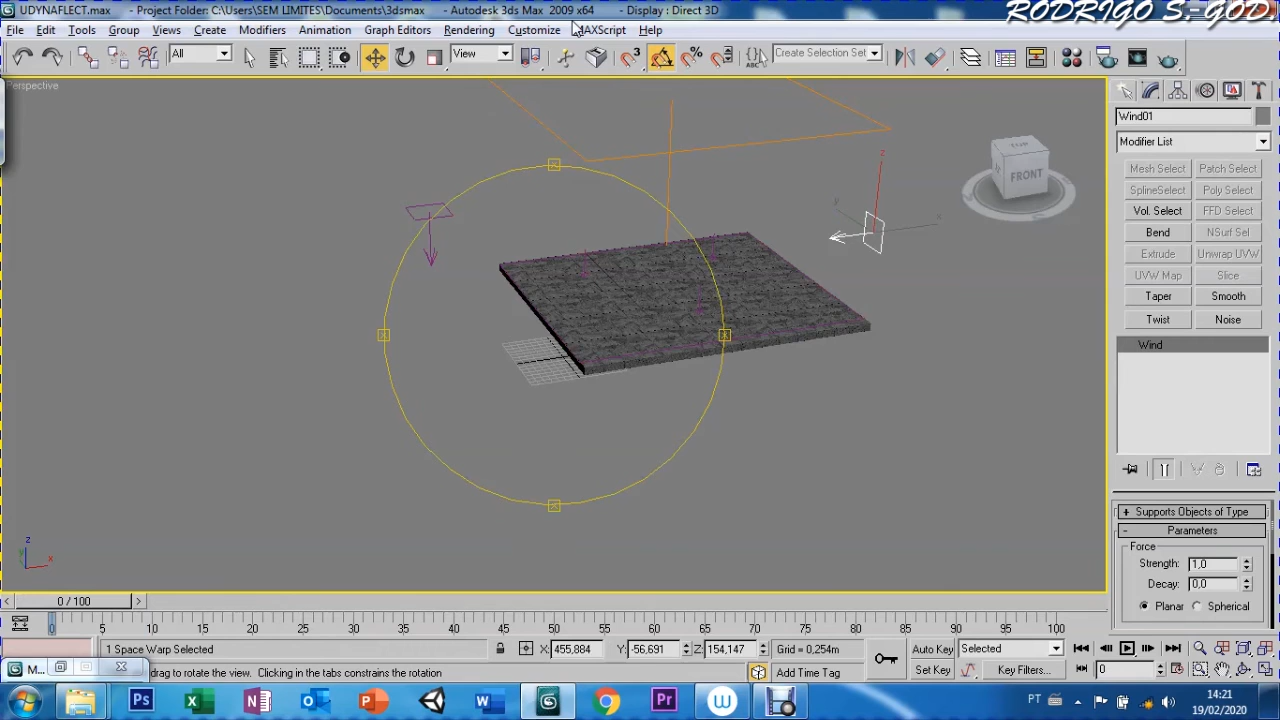 UDYNAFLECT.max - Project Folder: C:\Users\SEM LIMITES\Documents\3dsmax - Autodesk 3ds Max 2009 x64 - Display : Direct 3D
RODRIGO S.-GOD
File Edit Tools Group Views Create Modifiers Animation Graph Editors Rendering Customize MAXScript Help
All View 3 % ABC Create Selection Set
Perspective
Wind01
Modifier List
Mesh Select Patch Select
SplineSelect Poly Select
Vol. Select FFD Select
Bend NSurf Sel
Extrude Unwrap UVW
UVW Map Slice
Taper Smooth
Twist Noise
Wind
TOP
FRONT
z
y x
+ Supports Objects of Type
- Parameters
Force
Strength: 1,0
Decay: 0,0
Planar Spherical
z
y x
< 0 / 100 >
0 5 10 15 20 25 30 35 40 45 50 55 60 65 70 75 80 85 90 95 100
1 Space Warp Selected X: 455,884 Y: -56,691 Z: 154,147 Grid = 0,254m
Auto Key Selected
M...
drag to rotate the view. Clicking in the tabs constrains the rotation
Add Time Tag
Set Key Key Filters... 0
Ps X N O P W Pr W
PT
14:21
19/02/2020